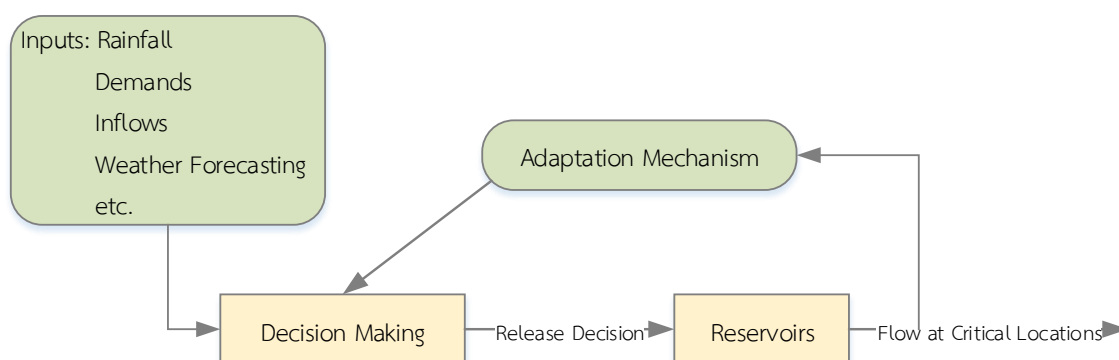 Inputs: Rainfall
Demands
Inflows
Weather Forecasting
etc.
Adaptation Mechanism
Decision Making
Release Decision
Reservoirs
Flow at Critical Locations